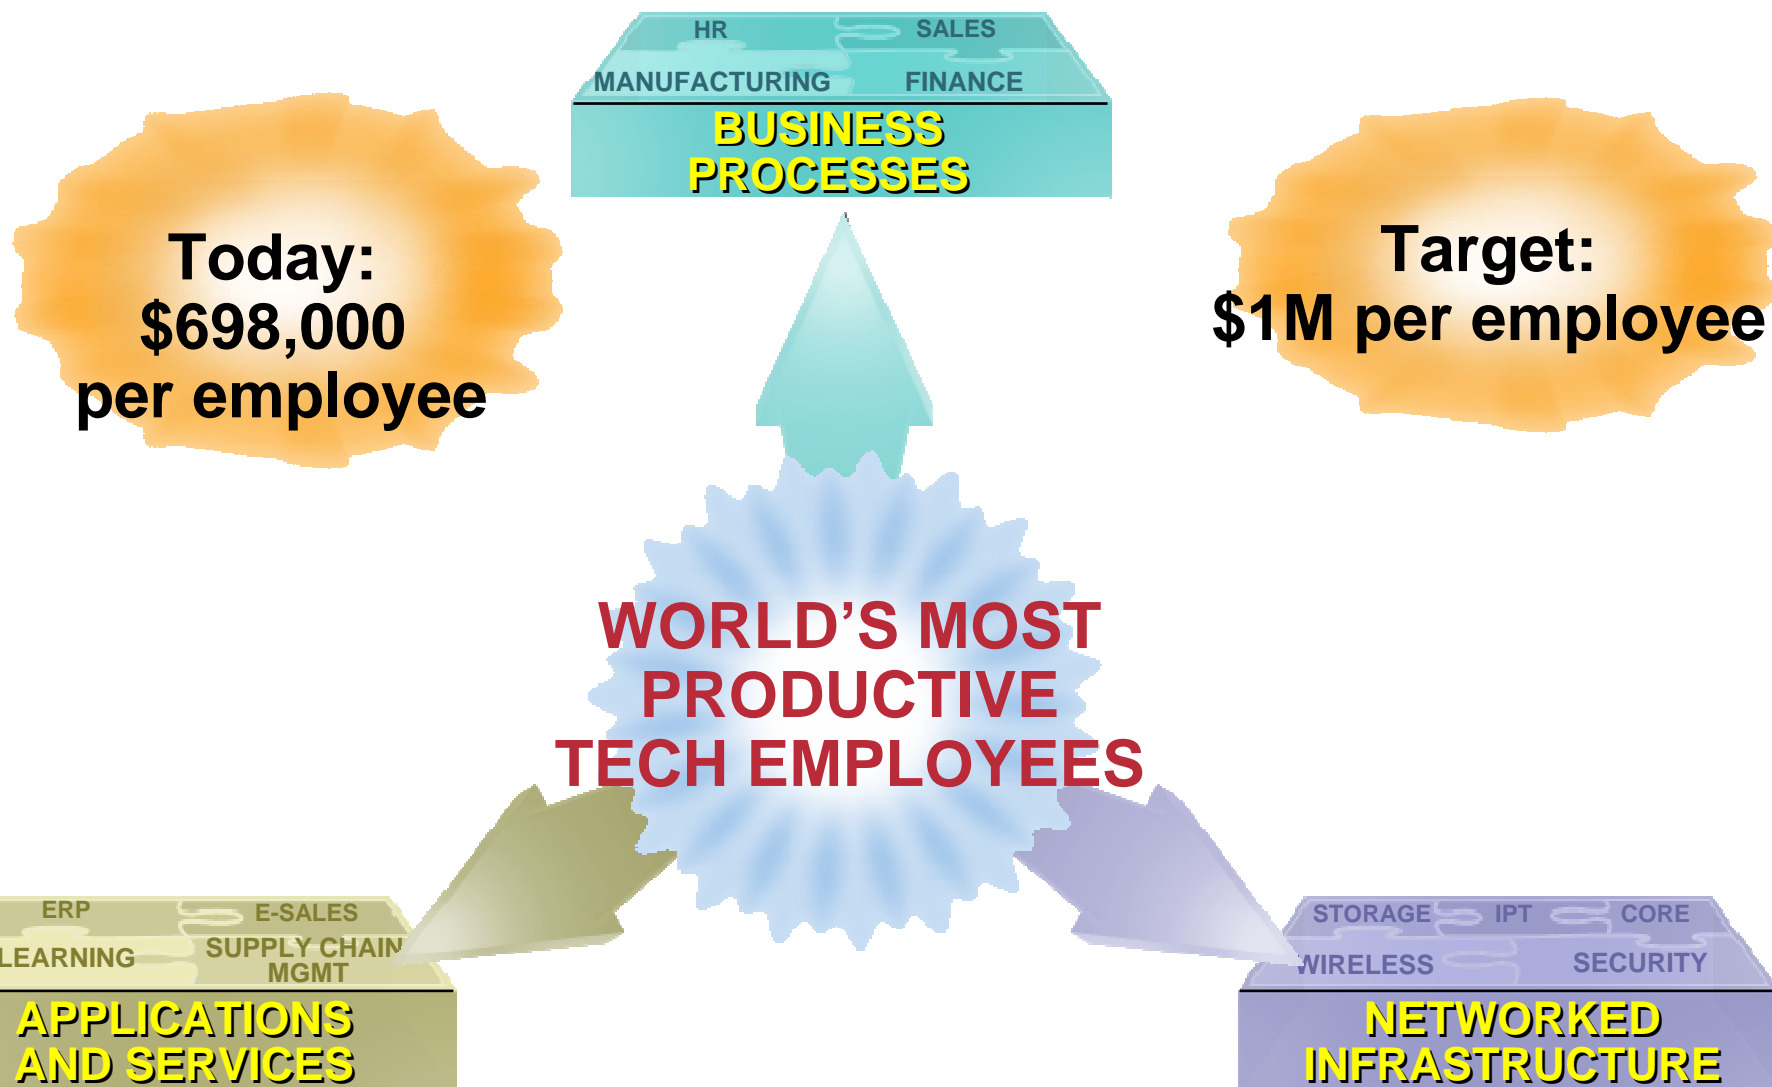 HR
SALES
MANUFACTURING
FINANCE
BUSINESS
PROCESSES
Today:
$698,000
per employee
Target:
$1M per employee
WORLD’S MOST
PRODUCTIVE
TECH EMPLOYEES
ERP
E-SALES
LEARNING
SUPPLY CHAIN
MGMT
APPLICATIONS
AND SERVICES
STORAGE
IPT
CORE
WIRELESS
SECURITY
NETWORKED
INFRASTRUCTURE